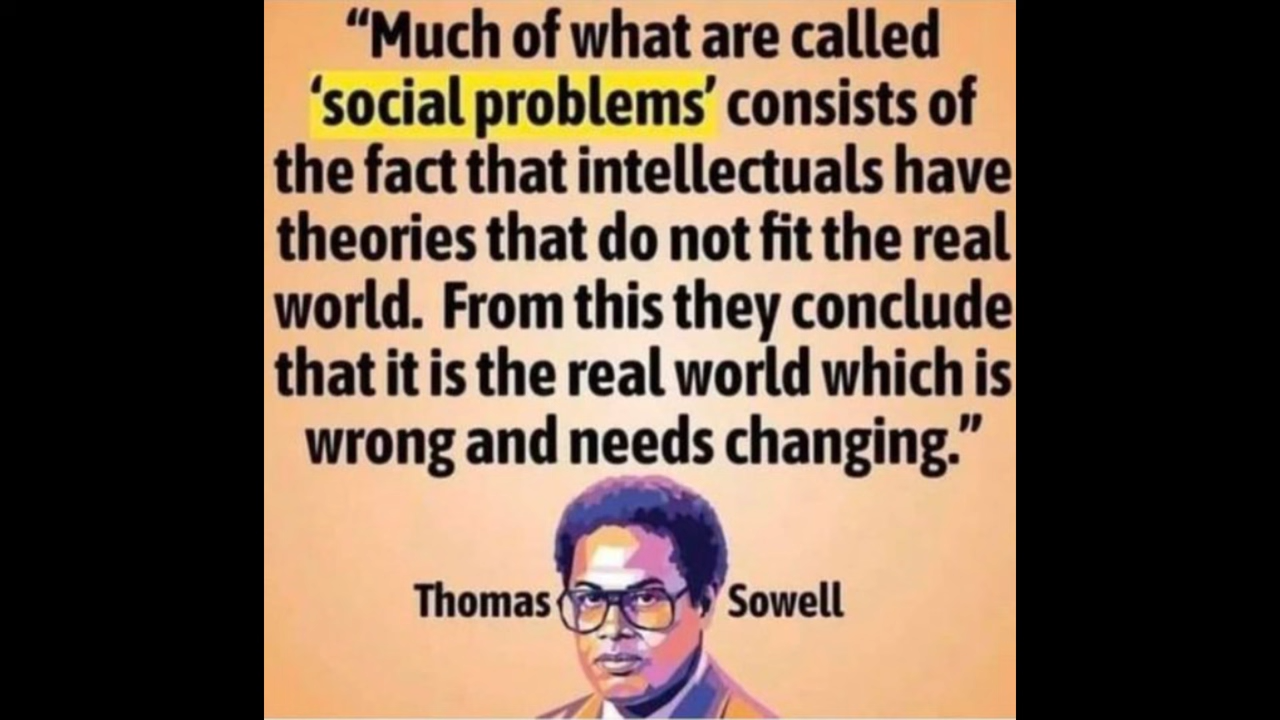 “Much of what are called
‘social problems’ consists of
the fact that intellectuals have
theories that do not fit the real
world. From this they conclude
that it is the real world which is
wrong and needs changing.”
Thomas Sowell